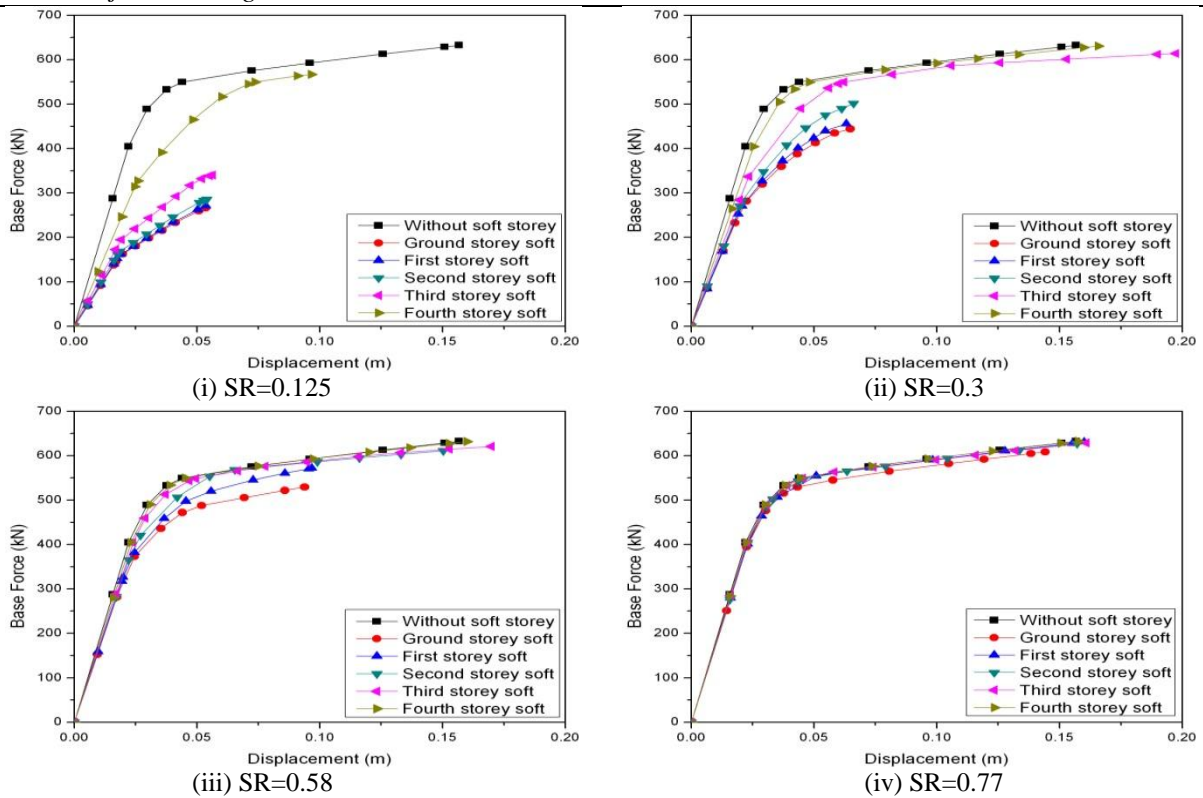 700
600
500
400
300
200
100
0
Base Force (kN)
0.00
0.05
0.10
0.15
0.20
Displacement (m)
Without soft storey
Ground storey soft
First storey soft
Second storey soft
Third storey soft
Fourth storey soft
(i) SR=0.125
700
600
500
400
300
200
100
0
Base Force (kN)
0.00
0.05
0.10
0.15
0.20
Displacement (m)
Without soft storey
Ground storey soft
First storey soft
Second storey soft
Third storey soft
Fourth storey soft
(ii) SR=0.3
700
600
500
400
300
200
100
0
Base Force (kN)
0.00
0.05
0.10
0.15
0.20
Displacement (m)
Without soft storey
Ground storey soft
First storey soft
Second storey soft
Third storey soft
Fourth storey soft
(iii) SR=0.58
700
600
500
400
300
200
100
0
Base Force (kN)
0.00
0.05
0.10
0.15
0.20
Displacement (m)
Without soft storey
Ground storey soft
First storey soft
Second storey soft
Third storey soft
Fourth storey soft
(iv) SR=0.77